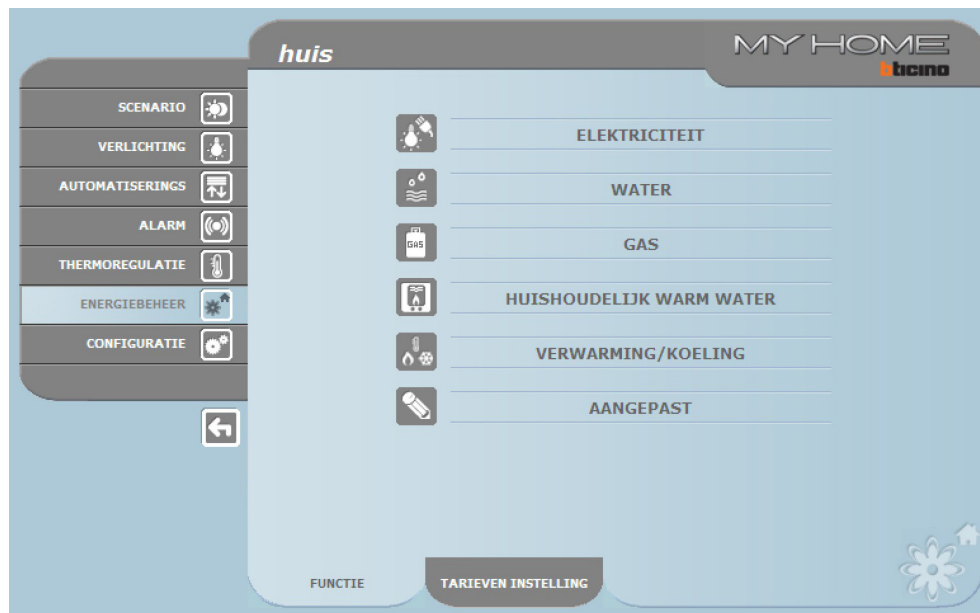 huis
MY HOME
bticino
SCENARIO
VERLICHTING
AUTOMATISERINGS
ALARM
THERMOREGULATIE
ENERGIEBEHEER
CONFIGURATIE
ELEKTRICITEIT
WATER
GAS
GAS
HUISHOUDELIJK WARM WATER
VERWARMING/KOELING
AANGEPAST
FUNCTIE
TARIEVEN INSTELLING